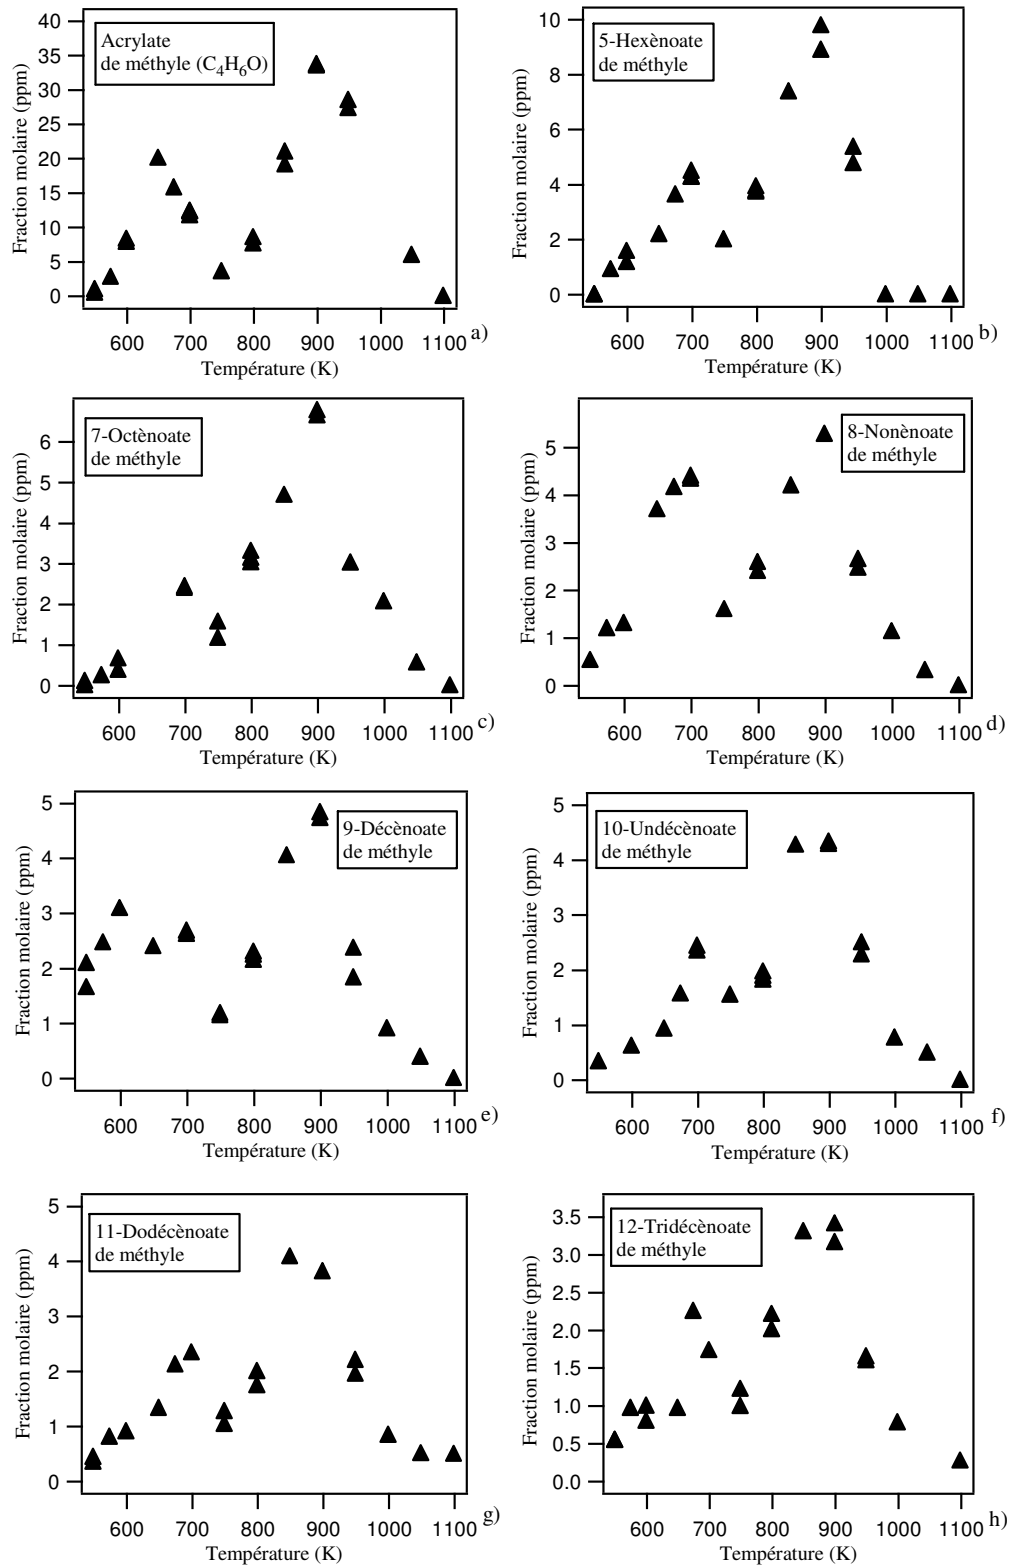 40
35
30
25
20
15
10
5
0
Fraction molaire (ppm)
Acrylate
de méthyle (C4H6O)
600 700 800 900 1000 1100
a)
Température (K)
10
8
6
4
2
0
Fraction molaire (ppm)
5-Hexènoate
de méthyle
600 700 800 900 1000 1100
b)
Température (K)
6
5
4
3
2
1
0
Fraction molaire (ppm)
7-Octènoate
de méthyle
600 700 800 900 1000 1100
c)
Température (K)
5
4
3
2
1
0
Fraction molaire (ppm)
8-Nonènoate
de méthyle
600 700 800 900 1000 1100
d)
Température (K)
5
4
3
2
1
0
Fraction molaire (ppm)
9-Décènoate
de méthyle
600 700 800 900 1000 1100
e)
Température (K)
5
4
3
2
1
0
Fraction molaire (ppm)
10-Undécènoate
de méthyle
600 700 800 900 1000 1100
f)
Température (K)
5
4
3
2
1
0
Fraction molaire (ppm)
11-Dodécènoate
de méthyle
600 700 800 900 1000 1100
g)
Température (K)
3.5
3.0
2.5
2.0
1.5
1.0
0.5
0.0
Fraction molaire (ppm)
12-Tridécènoate
de méthyle
600 700 800 900 1000 1100
h)
Température (K)